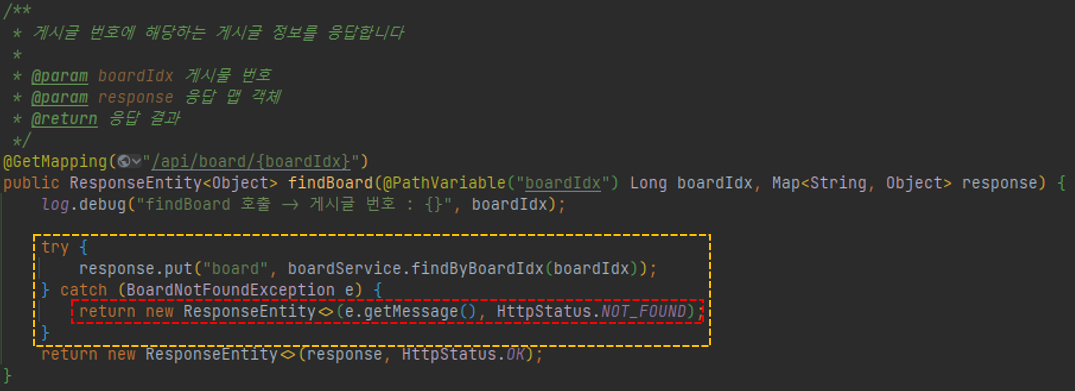 /**
 * 게시글 번호에 해당하는 게시글 정보를 응답합니다
 *
 * @param boardIdx 게시물 번호
 * @param response 응답 맵 객체
 * @return 응답 결과
 */
@GetMapping("/api/board/{boardIdx}")
public ResponseEntity<Object> findBoard(@PathVariable("boardIdx") Long boardIdx, Map<String, Object> response) {
    log.debug("findBoard 호출 -> 게시글 번호 : {}", boardIdx);
    try {
        response.put("board", boardService.findByBoardIdx(boardIdx));
    } catch (BoardNotFoundException e) {
        return new ResponseEntity<>(e.getMessage(), HttpStatus.NOT_FOUND);
    }
    return new ResponseEntity<>(response, HttpStatus.OK);
}